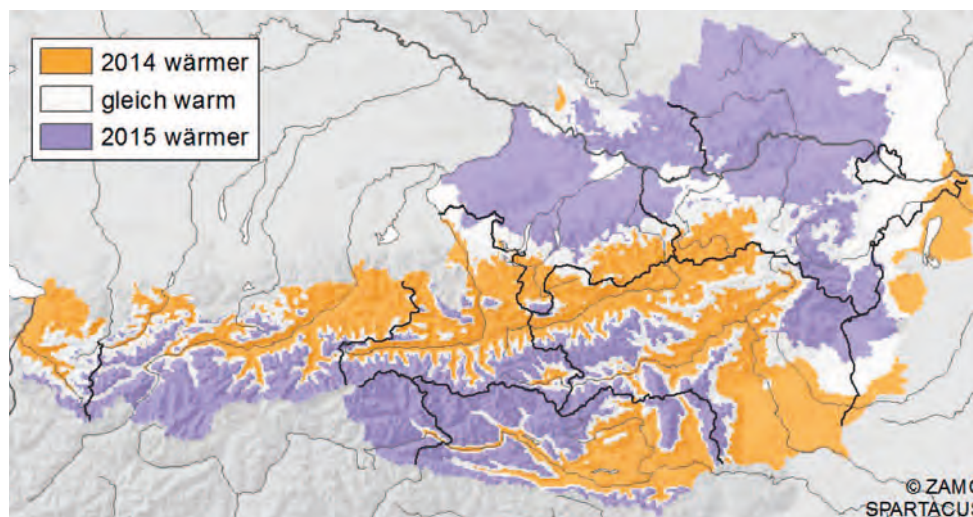 2014 wärmer
gleich warm
2015 wärmer
© ZAMG
SPARTACUS